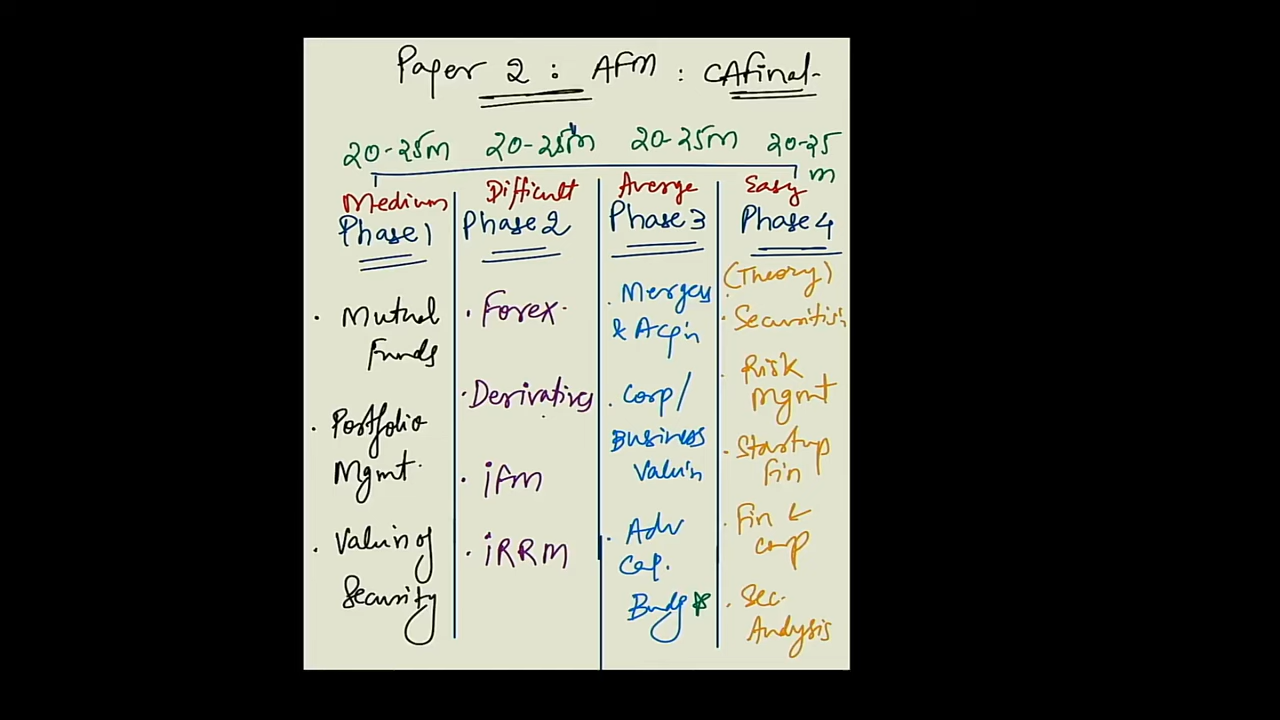 Paper 2 : AFM : CAfinal
20-25m 20-25m 20-25m 20-25 m
Medium
Phase 1
• Mutual
Funds
• Portfolio
Mgmt.
• Valu'n of
Security
Difficult
Phase 2
• Forex
• Derivatives
• iFM
• iRRM
Averge
Phase 3
• Mergers
& Acq'n
• Corp/
Business
Valu'n
• Adv
Cap.
Budg *
Easy
Phase 4
(Theory)
• Securitis'n
• Risk
Mgmt
• Startup
Fin
• Fin
corp
• Sec.
Analysis